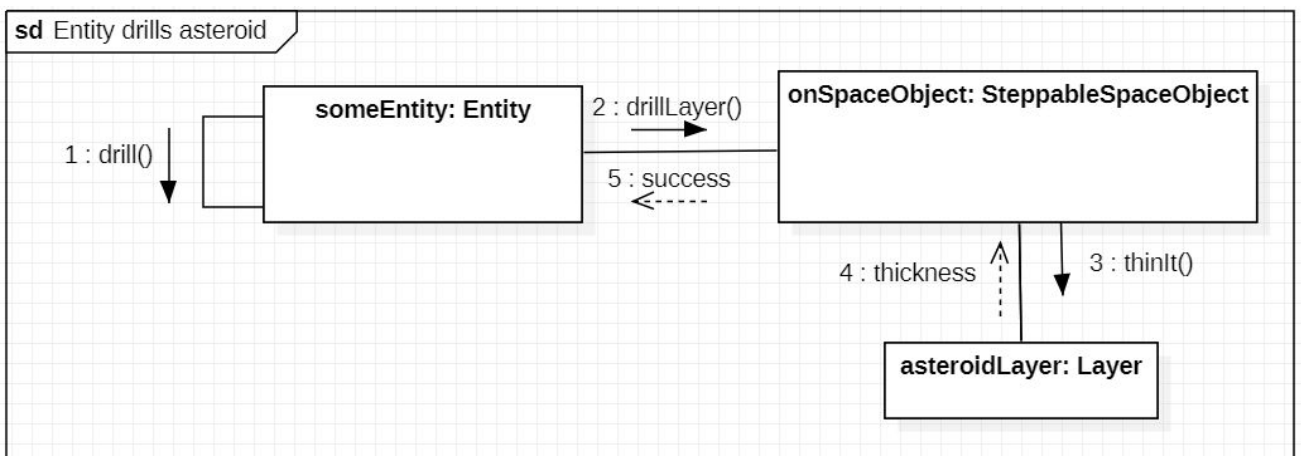 sd Entity drills asteroid
someEntity: Entity
onSpaceObject: SteppableSpaceObject
1 : drill()
2 : drillLayer()
5 : success
4 : thickness
3 : thinIt()
asteroidLayer: Layer